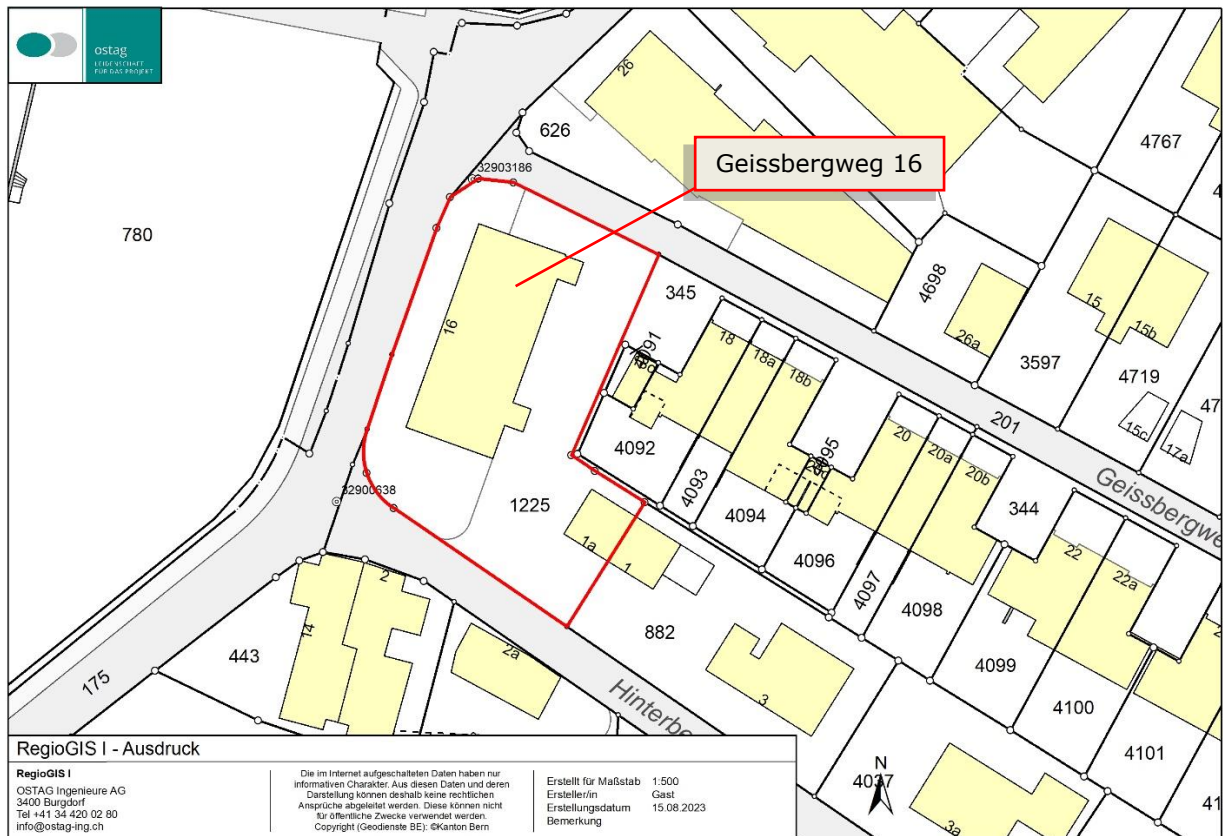 ostag
LEIDENSCHAFT
FÜR DAS PROJEKT
26
626
4767
32903186
Geissbergweg 16
780
4698
345
16
4091
18
18a
18b
26a
15
15b
3597
4719
15c
17a
201
Geissbergwe
4092
4093
4094
4095
4096
4097
4098
4099
4100
4101
20
20a
20b
344
22
22a
32900638
1225
1a
1
882
2
14
443
2a
3
175
Hinterbe
4037
3a
N
RegioGIS I - Ausdruck
RegioGIS I
OSTAG Ingenieure AG
3400 Burgdorf
Tel +41 34 420 02 80
info@ostag-ing.ch
Die im Internet aufgeschalteten Daten haben nur
informativen Charakter. Aus diesen Daten und deren
Darstellung können deshalb keine rechtlichen
Ansprüche abgeleitet werden. Diese können nicht
für öffentliche Zwecke verwendet werden.
Copyright (Geodienste BE): ©Kanton Bern
Erstellt für Maßstab 1:500
Ersteller/in Gast
Erstellungsdatum 15.08.2023
Bemerkung